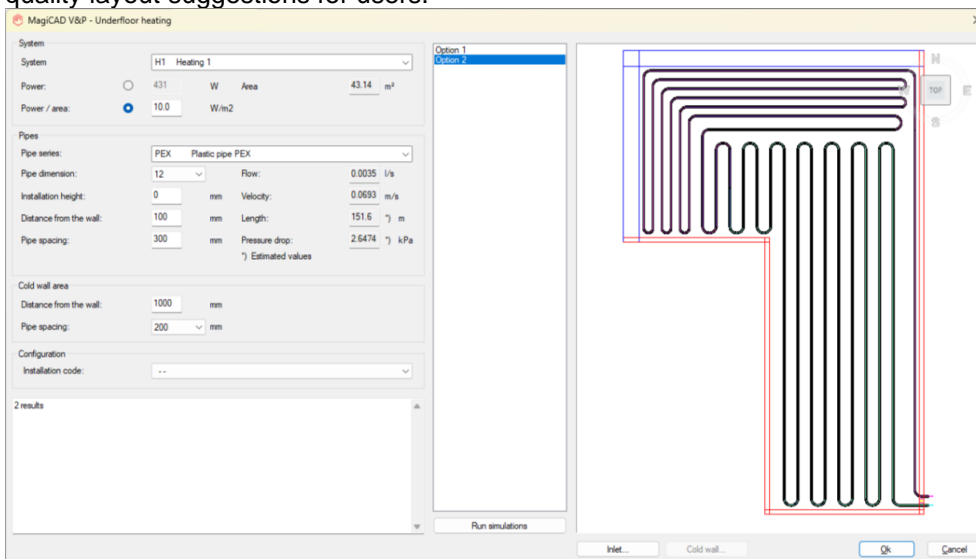 quality layout suggestions for users.
MagiCAD V&P - Underfloor heating
System
System H1 Heating 1
Power: 431 W Area 43.14 m²
Power / area: 10.0 W/m2
Pipes
Pipe series: PEX Plastic pipe PEX
Pipe dimension: 12 Flow: 0.0035 l/s
Installation height: 0 mm Velocity: 0.0693 m/s
Distance from the wall: 100 mm Length: 151.6 *) m
Pipe spacing: 300 mm Pressure drop: 2.6474 *) kPa
*) Estimated values
Cold wall area
Distance from the wall: 1000 mm
Pipe spacing: 200 mm
Configuration
Installation code: --
2 results
Option 1
Option 2
Run simulations
N
W TOP E
S
Inlet... Cold wall... Ok Cancel